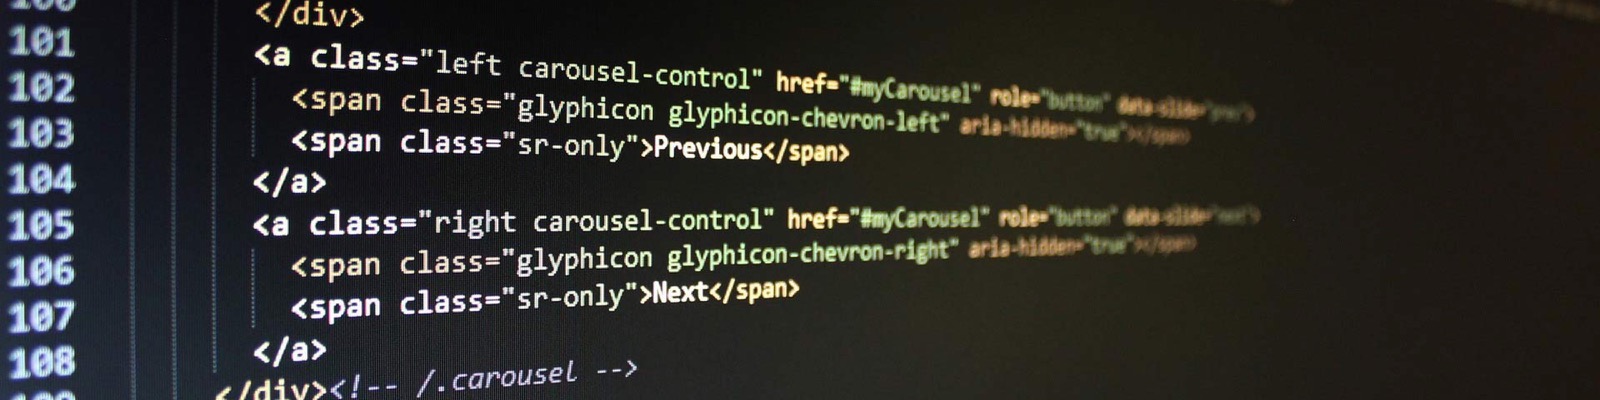 100 </div>
101 <a class="left carousel-control" href="#myCarousel" role="button" data-slide="prev">
102 <span class="glyphicon glyphicon-chevron-left" aria-hidden="true"></span>
103 <span class="sr-only">Previous</span>
104 </a>
105 <a class="right carousel-control" href="#myCarousel" role="button" data-slide="next">
106 <span class="glyphicon glyphicon-chevron-right" aria-hidden="true"></span>
107 <span class="sr-only">Next</span>
108 </a>
109 </div><!-- /.carousel -->